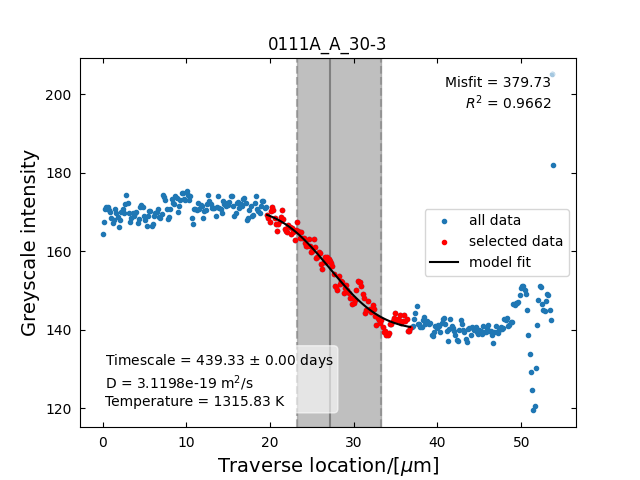 0111A_A_30-3
Misfit = 379.73
R² = 0.9662
Greyscale intensity
200
180
160
140
120
all data
selected data
model fit
Timescale = 439.33 ± 0.00 days
D = 3.1198e-19 m²/s
Temperature = 1315.83 K
0 10 20 30 40 50
Traverse location/[μm]